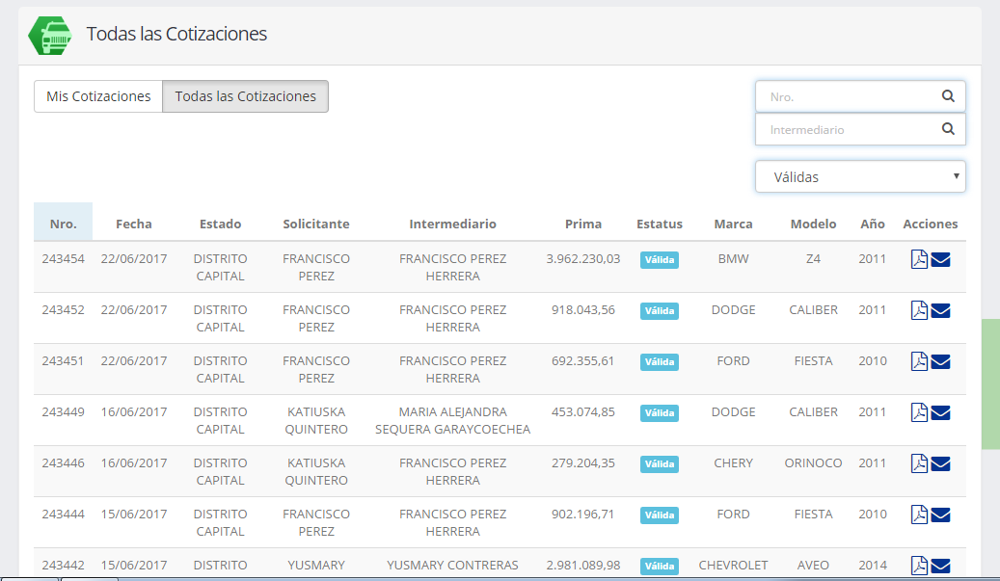 Todas las Cotizaciones
Mis Cotizaciones Todas las Cotizaciones
Nro.
Intermediario
Válidas
Nro. Fecha Estado Solicitante Intermediario Prima Estatus Marca Modelo Año Acciones
243454 22/06/2017 DISTRITO FRANCISCO FRANCISCO PEREZ 3.962.230,03 Válida BMW Z4 2011
CAPITAL PEREZ HERRERA
243452 22/06/2017 DISTRITO FRANCISCO FRANCISCO PEREZ 918.043,56 Válida DODGE CALIBER 2011
CAPITAL PEREZ HERRERA
243451 22/06/2017 DISTRITO FRANCISCO FRANCISCO PEREZ 692.355,61 Válida FORD FIESTA 2010
CAPITAL PEREZ HERRERA
243449 16/06/2017 DISTRITO KATIUSKA MARIA ALEJANDRA 453.074,85 Válida DODGE CALIBER 2011
CAPITAL QUINTERO SEQUERA GARAYCOECHEA
243446 16/06/2017 DISTRITO KATIUSKA FRANCISCO PEREZ 279.204,35 Válida CHERY ORINOCO 2011
CAPITAL QUINTERO HERRERA
243444 15/06/2017 DISTRITO FRANCISCO FRANCISCO PEREZ 902.196,71 Válida FORD FIESTA 2010
CAPITAL PEREZ HERRERA
243442 15/06/2017 DISTRITO YUSMARY YUSMARY CONTRERAS 2.981.089,98 Válida CHEVROLET AVEO 2014